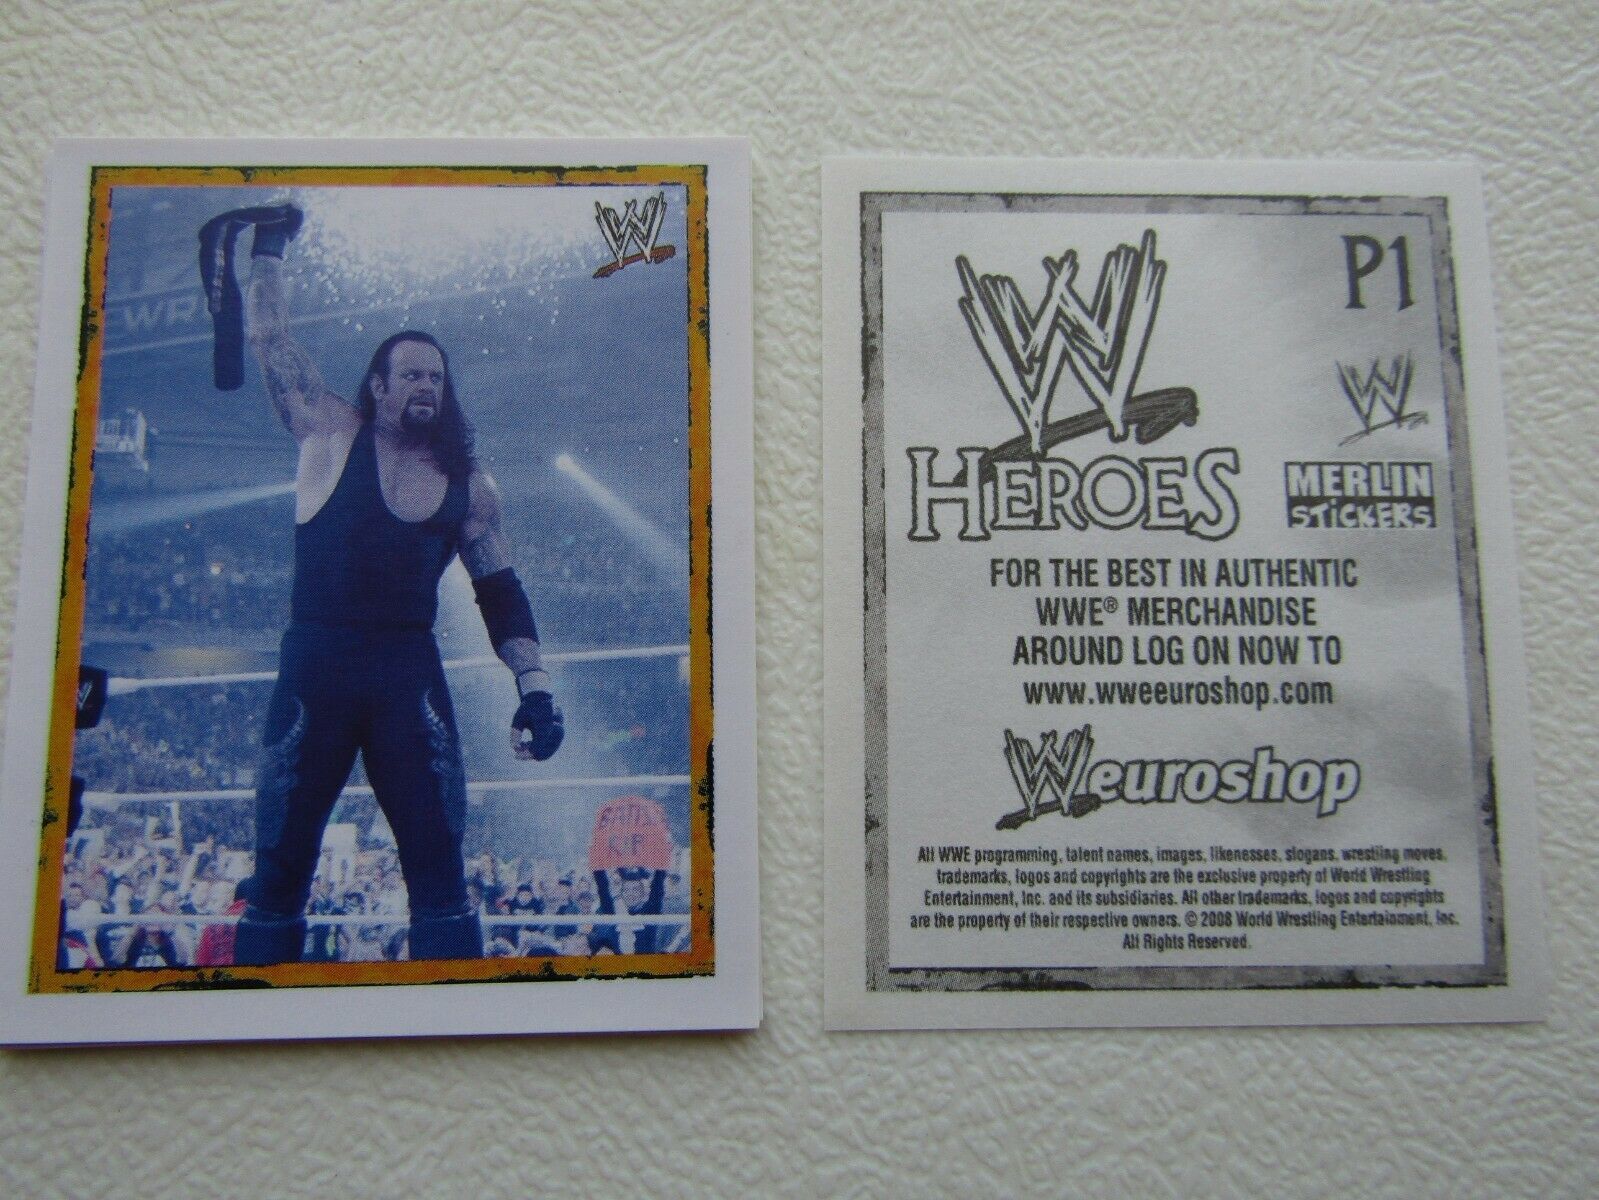 WR
W
BATISTA
R.I.P
W
P1
W
HEROES
W
MERLIN
STICKERS
FOR THE BEST IN AUTHENTIC
WWE® MERCHANDISE
AROUND LOG ON NOW TO
www.wweeuroshop.com
W euroshop
All WWE programming, talent names, images, likenesses, slogans, wrestling moves,
trademarks, logos and copyrights are the exclusive property of World Wrestling
Entertainment, Inc. and its subsidiaries. All other trademarks, logos and copyrights
are the property of their respective owners. © 2008 World Wrestling Entertainment, Inc.
All Rights Reserved.